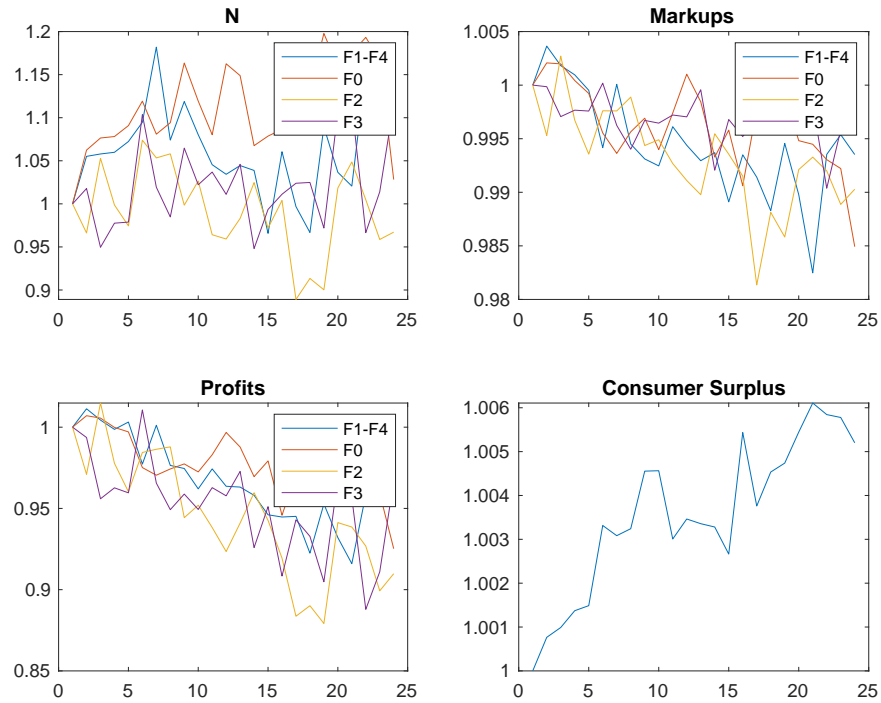 N
1.2
1.15
1.1
1.05
1
0.95
0.9
0 5 10 15 20 25
F1-F4
F0
F2
F3
Markups
1.005
1
0.995
0.99
0.985
0.98
0 5 10 15 20 25
F1-F4
F0
F2
F3
Profits
1
0.95
0.9
0.85
0 5 10 15 20 25
F1-F4
F0
F2
F3
Consumer Surplus
1.006
1.005
1.004
1.003
1.002
1.001
1
0 5 10 15 20 25